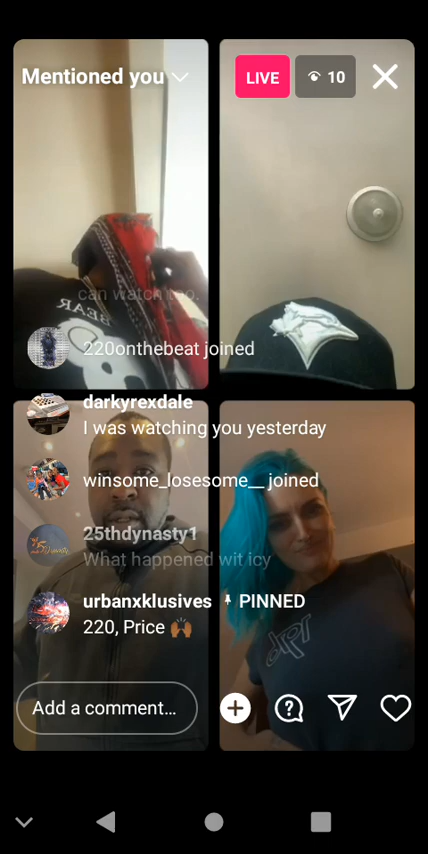 Mentioned you
LIVE
10
can watch too.
BEAR
220onthebeat joined
darkyrexdale
I was watching you yesterday
winsome_losesome__ joined
25thdynasty1
What happened wit icy
urbanxklusives PINNED
220, Price 🙌🏾
Add a comment...